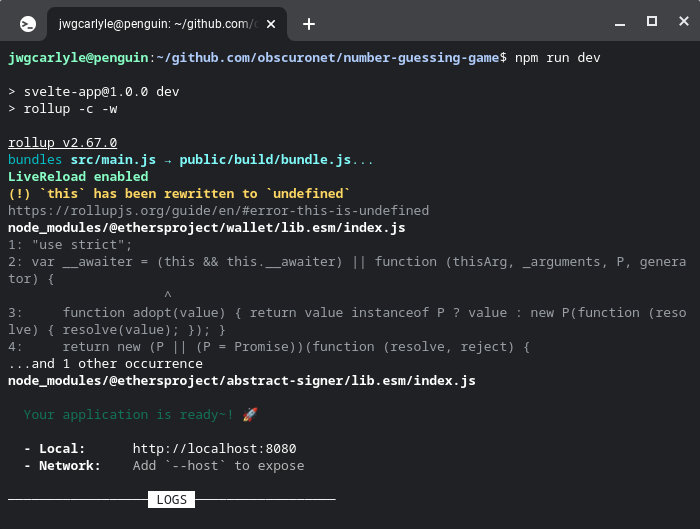 jwgcarlyle@penguin: ~/github.com/
jwgcarlyle@penguin:~/github.com/obscuronet/number-guessing-game$ npm run dev
> svelte-app@1.0.0 dev
> rollup -c -w
rollup v2.67.0
bundles src/main.js → public/build/bundle.js...
LiveReload enabled
(!) `this` has been rewritten to `undefined`
https://rollupjs.org/guide/en/#error-this-is-undefined
node_modules/@ethersproject/wallet/lib.esm/index.js
1: "use strict";
2: var __awaiter = (this && this.__awaiter) || function (thisArg, _arguments, P, genera
tor) {
^
3:     function adopt(value) { return value instanceof P ? value : new P(function (reso
lve) { resolve(value); }); }
4:     return new (P || (P = Promise))(function (resolve, reject) {
...and 1 other occurrence
node_modules/@ethersproject/abstract-signer/lib.esm/index.js
Your application is ready~! 🚀
- Local:      http://localhost:8080
- Network:    Add `--host` to expose
LOGS